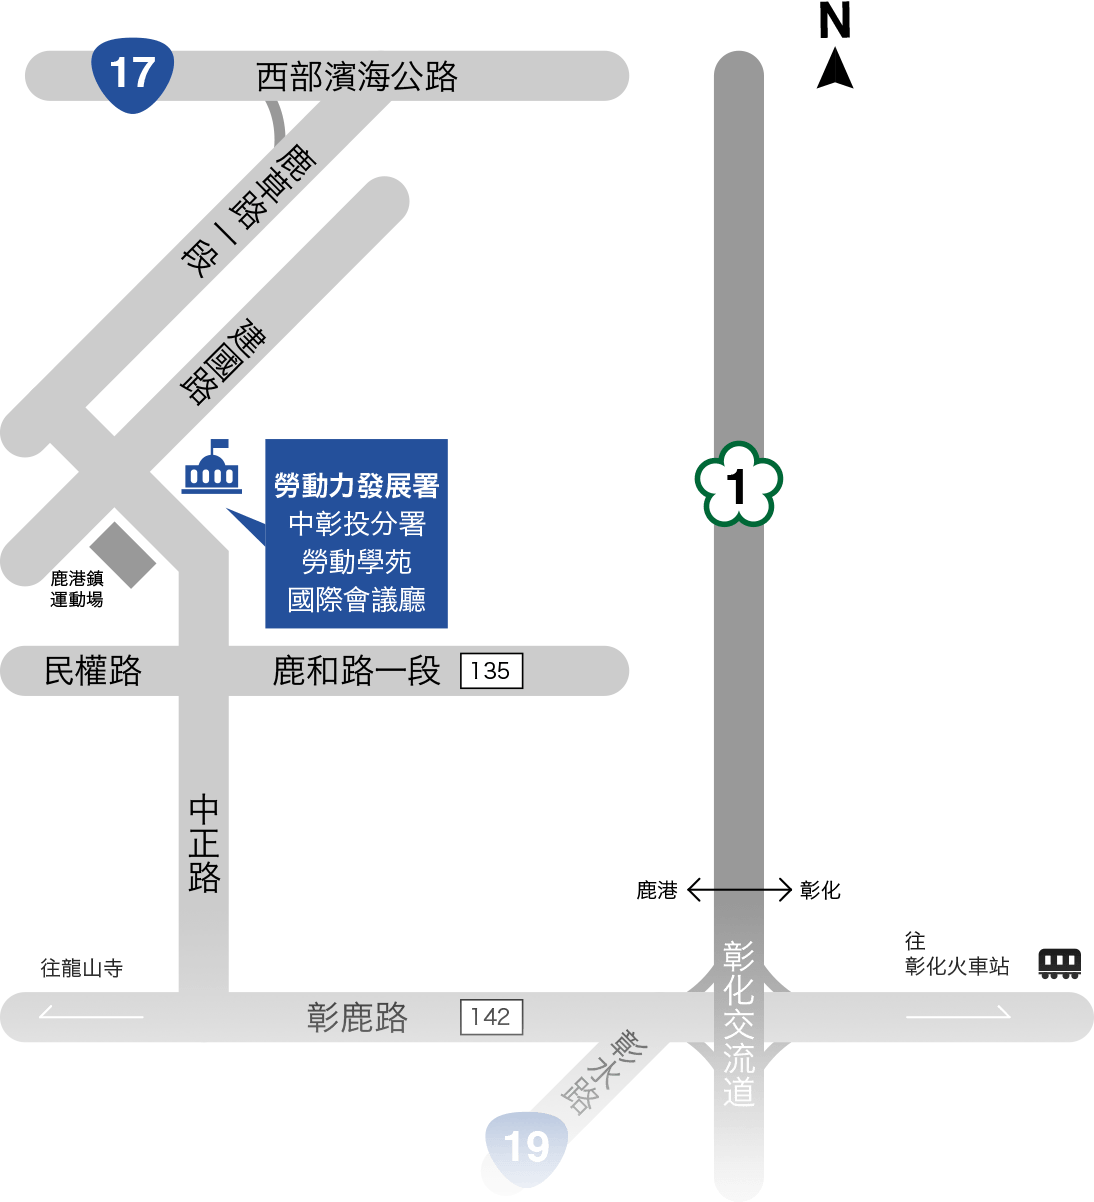 N
17
西部濱海公路
鹿草路一段
建國路
勞動力發展署
中彰投分署
勞動學苑
國際會議廳
1
鹿港鎮
運動場
民權路
鹿和路一段
135
中正路
鹿港
彰化
往龍山寺
往
彰化火車站
彰化交流道
彰鹿路
142
彰水路
19